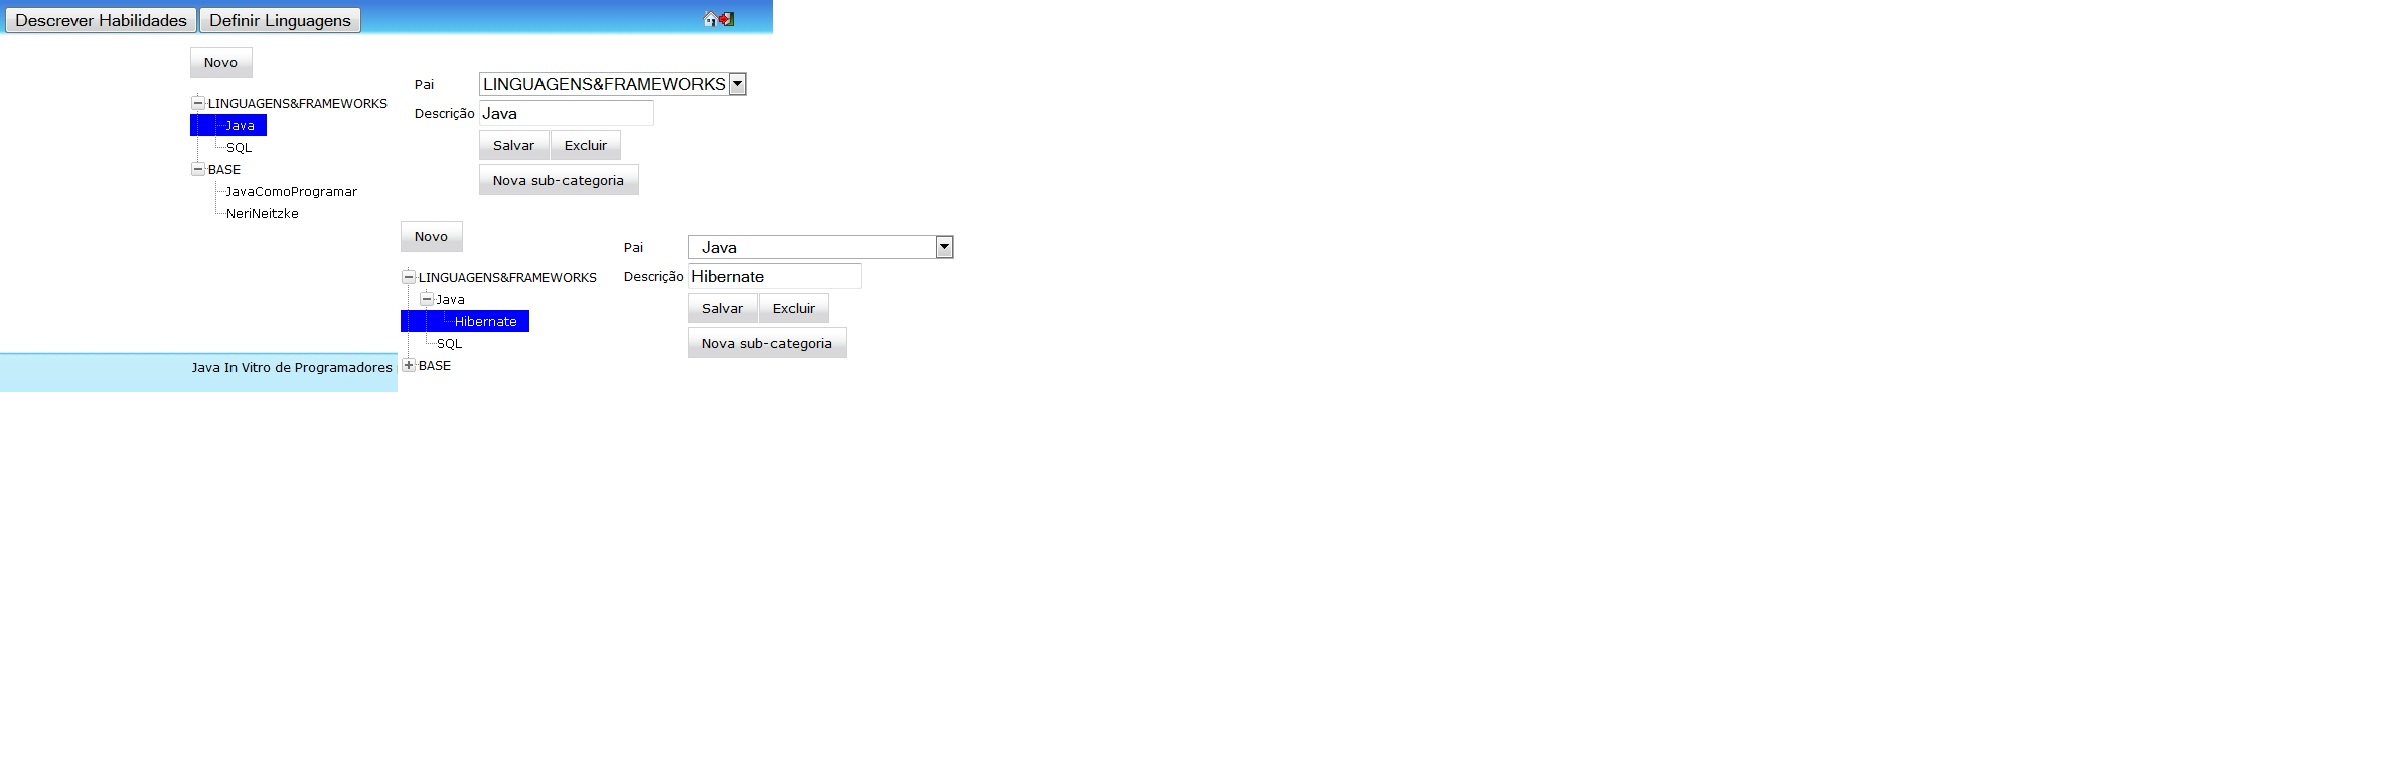 Descrever Habilidades Definir Linguagens
Novo
Pai LINGUAGENS&FRAMEWORKS
LINGUAGENS&FRAMEWORKS
Descrição Java
Java
Salvar Excluir
SQL
BASE
Nova sub-categoria
JavaComoProgramar
NeriNeitzke
Novo
Pai Java
LINGUAGENS&FRAMEWORKS
Descrição Hibernate
Java
Salvar Excluir
Hibernate
SQL
Nova sub-categoria
BASE
Java In Vitro de Programadores